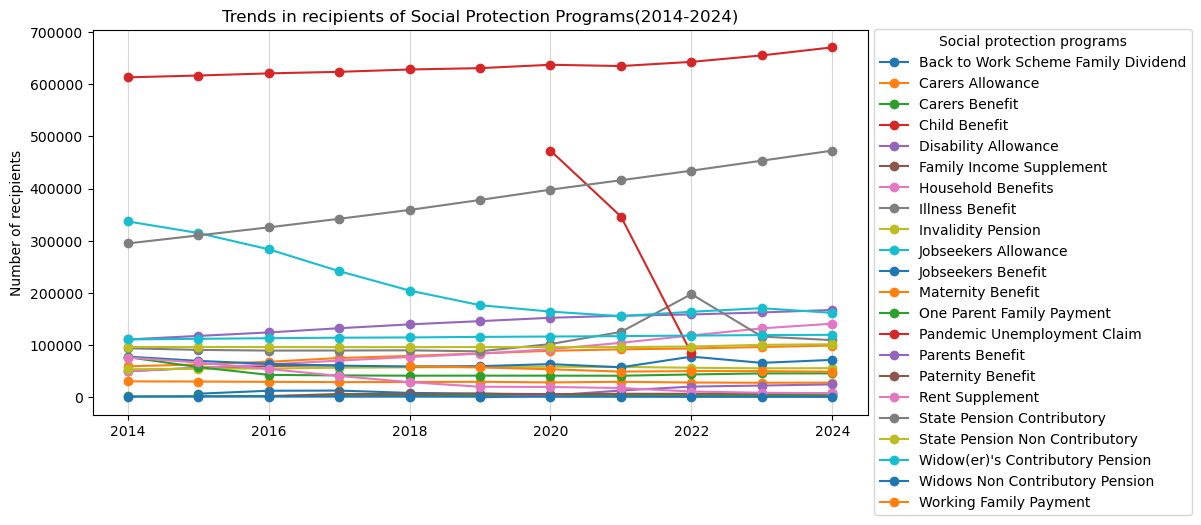 Trends in recipients of Social Protection Programs(2014-2024)
Number of recipients
700000
600000
500000
400000
300000
200000
100000
0
2014
2016
2018
2020
2022
2024
Social protection programs
Back to Work Scheme Family Dividend
Carers Allowance
Carers Benefit
Child Benefit
Disability Allowance
Family Income Supplement
Household Benefits
Illness Benefit
Invalidity Pension
Jobseekers Allowance
Jobseekers Benefit
Maternity Benefit
One Parent Family Payment
Pandemic Unemployment Claim
Parents Benefit
Paternity Benefit
Rent Supplement
State Pension Contributory
State Pension Non Contributory
Widow(er)'s Contributory Pension
Widows Non Contributory Pension
Working Family Payment